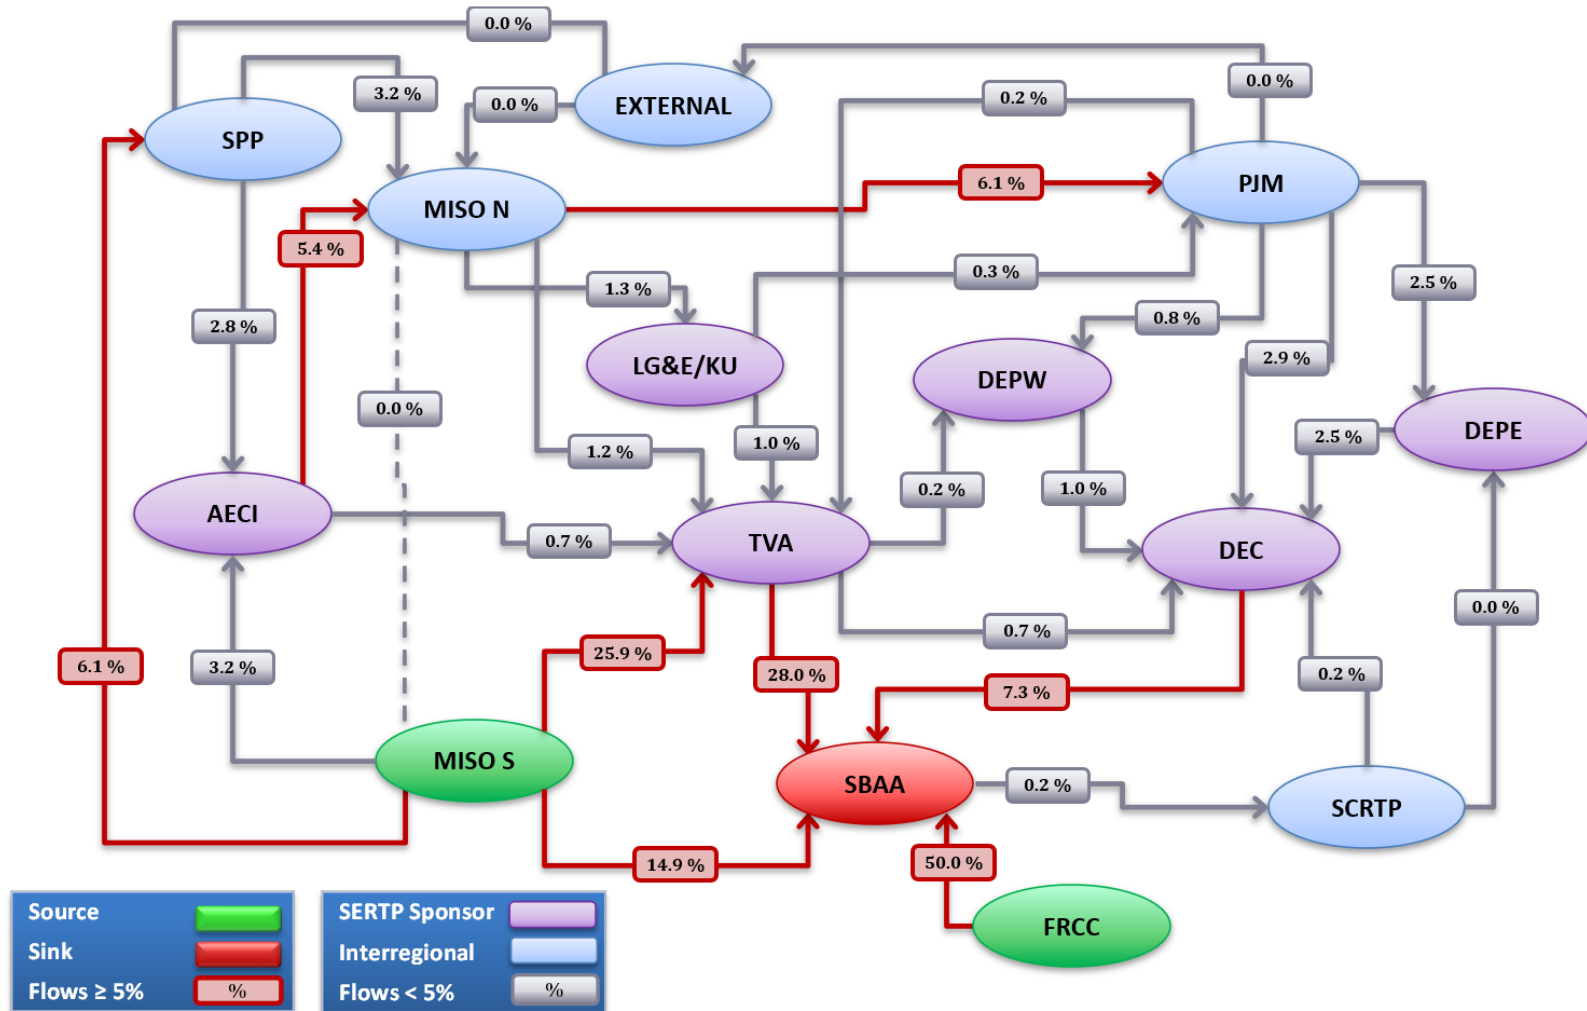 0.0 %
3.2 %
0.0 %
EXTERNAL
0.2 %
0.0 %
SPP
MISO N
6.1 %
PJM
5.4 %
1.3 %
0.3 %
2.5 %
2.8 %
LG&E/KU
0.8 %
DEPW
2.9 %
0.0 %
1.2 %
1.0 %
2.5 %
DEPE
AECI
0.2 %
1.0 %
0.7 %
TVA
DEC
6.1 %
3.2 %
25.9 %
28.0 %
0.7 %
7.3 %
0.2 %
0.0 %
MISO S
SBAA
0.2 %
SCRTP
14.9 %
50.0 %
FRCC
Source
Sink
Flows ≥ 5%
%
SERTP Sponsor
Interregional
Flows < 5%
%